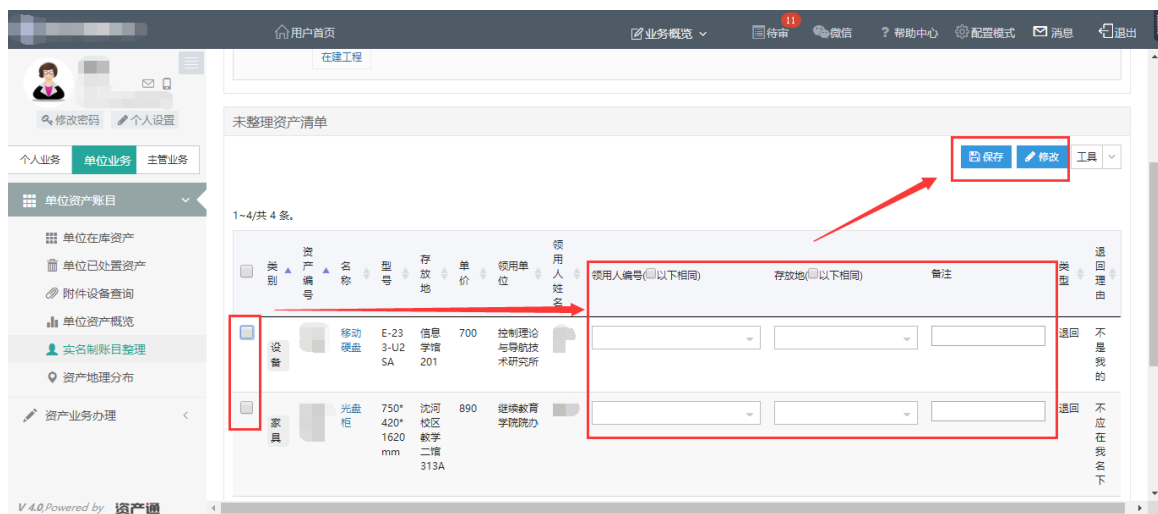 用户首页
业务概览
11
待审
微信
? 帮助中心
配置模式
消息
退出
在建工程
修改密码
个人设置
个人业务
单位业务
主管业务
单位资产账目
单位在库资产
单位已处置资产
附件设备查询
单位资产概览
实名制账目整理
资产地理分布
资产业务办理
V 4.0,Powered by 资产通
未整理资产清单
保存
修改
工具
1~4/共 4 条。
类别
资产编号
名称
型号
存放地
单价
领用单位
领用人姓名
领用人编号(以下相同)
存放地(以下相同)
备注
类型
退回理由
设备
移动
硬盘
E-23
3-U2
SA
信息
学馆
201
700
控制理论
与导航技
术研究所
退回
不是我的
家具
光盘
柜
750*
420*
1620
mm
沈河
校区
教学
二馆
313A
890
继续教育
学院院办
退回
不应在我名下